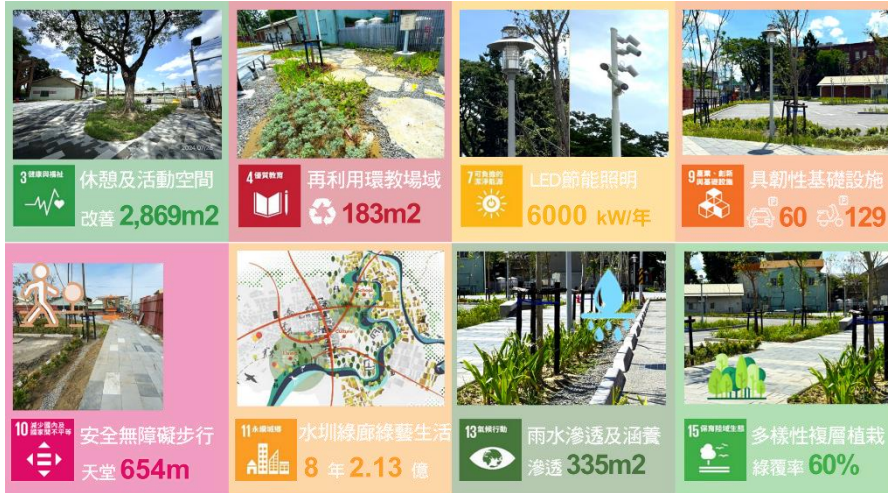 2024.07/25
3 健康與福祉
休憩及活動空間
改善 2,869m2
4 優質教育
再利用環教場域
183m2
7 可負擔的
潔淨能源
LED節能照明
6000 kW/年
9 產業、創新
與基礎設施
具韌性基礎設施
P 60 P 129
10 減少國內及
國家間不平等
安全無障礙步行
天堂 654m
11 永續城鄉
水圳綠廊綠藝生活
8 年 2.13 億
13 氣候行動
雨水滲透及涵養
滲透 335m2
15 保育陸域生態
多樣性複層植栽
綠覆率 60%